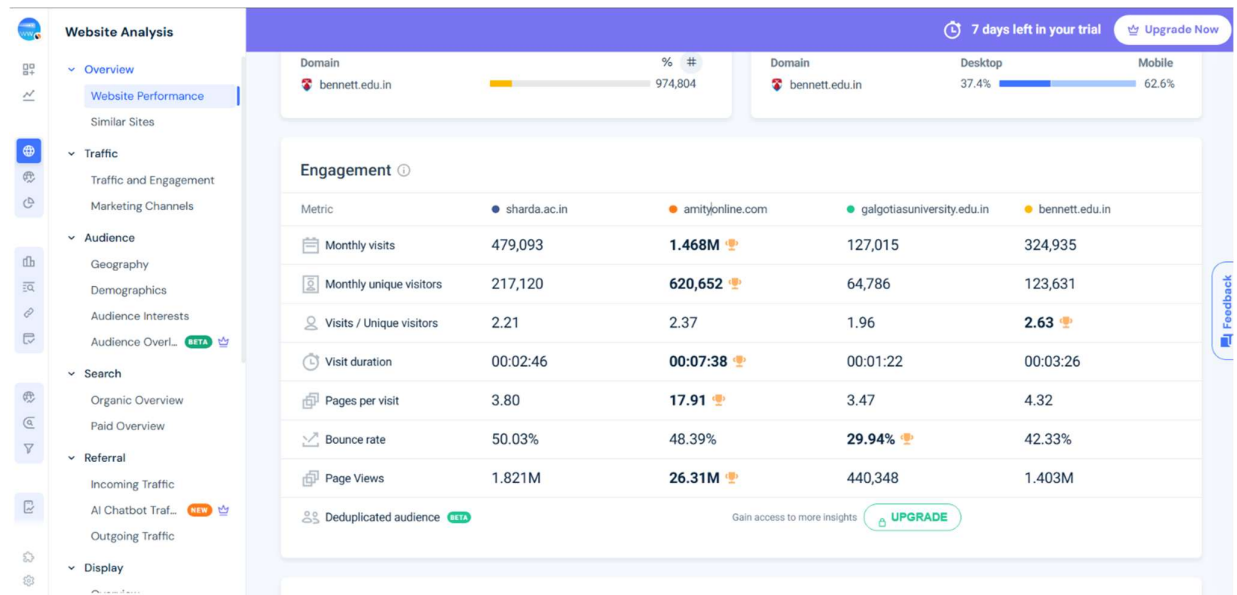 Website Analysis
7 days left in your trial
Upgrade Now
Overview
Website Performance
Similar Sites
Traffic
Traffic and Engagement
Marketing Channels
Audience
Geography
Demographics
Audience Interests
Audience Overl... BETA
Search
Organic Overview
Paid Overview
Referral
Incoming Traffic
AI Chatbot Traf... NEW
Outgoing Traffic
Display
Domain % #
bennett.edu.in 974,804
Domain Desktop Mobile
bennett.edu.in 37.4% 62.6%
Engagement
Metric sharda.ac.in amityonline.com galgotiasuniversity.edu.in bennett.edu.in
Monthly visits 479,093 1.468M 127,015 324,935
Monthly unique visitors 217,120 620,652 64,786 123,631
Visits / Unique visitors 2.21 2.37 1.96 2.63
Visit duration 00:02:46 00:07:38 00:01:22 00:03:26
Pages per visit 3.80 17.91 3.47 4.32
Bounce rate 50.03% 48.39% 29.94% 42.33%
Page Views 1.821M 26.31M 440,348 1.403M
Deduplicated audience BETA Gain access to more insights UPGRADE
Feedback